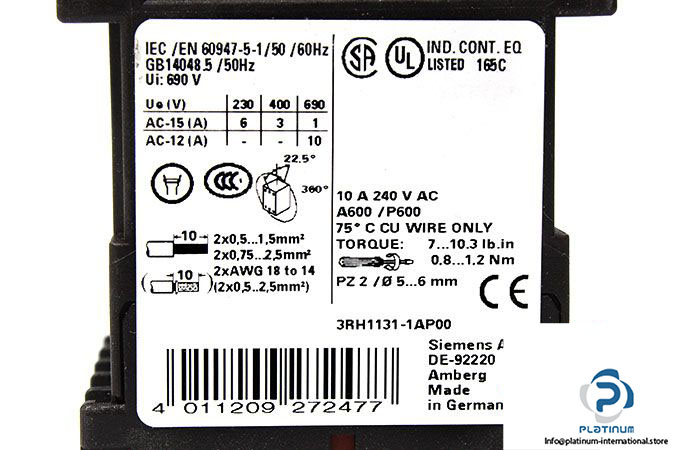 IEC /EN 60947-5-1/50 /60Hz
GB14048.5 /50Hz
Ui: 690 V
Ue (V) 230 400 690
AC-15 (A) 6 3 1
AC-12 (A) - - 10
22.5°
360°
10
2x0,5...1,5mm²
2x0,75...2,5mm²
10
2xAWG 18 to 14
(2x0,5...2,5mm²)
SA
UL
IND. CONT. EQ
LISTED 165C
10 A 240 V AC
A600 /P600
75° C CU WIRE ONLY
TORQUE: 7...10.3 lb.in
0,8...1,2 Nm
PZ 2 /Ø 5...6 mm
CE
3RH1131-1AP00
Siemens A
DE-92220
Amberg
Made
in German
4 011209 272477
PLATINUM
info@platinum-international.store